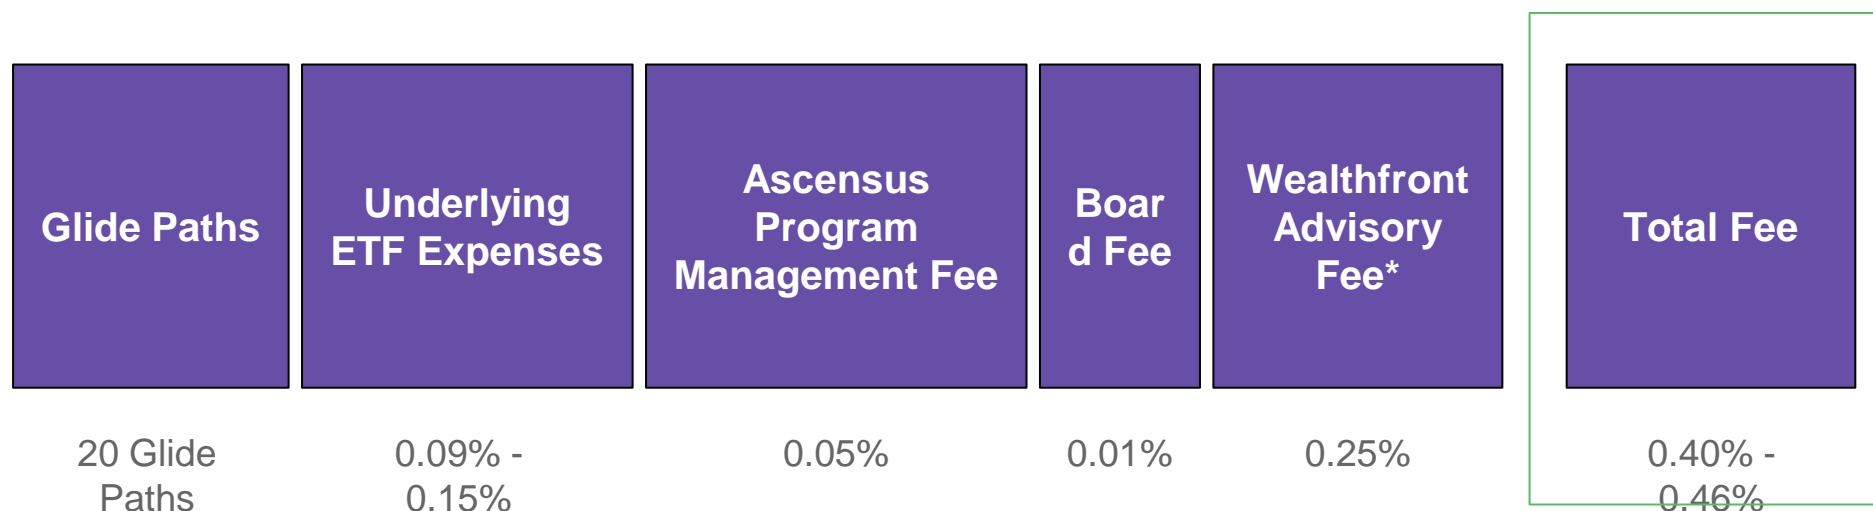 Glide Paths
Underlying
ETF Expenses
Ascensus
Program
Management Fee
Boar
d Fee
Wealthfront
Advisory
Fee*
Total Fee
20 Glide
Paths
0.09% -
0.15%
0.05%
0.01%
0.25%
0.40% -
0.46%